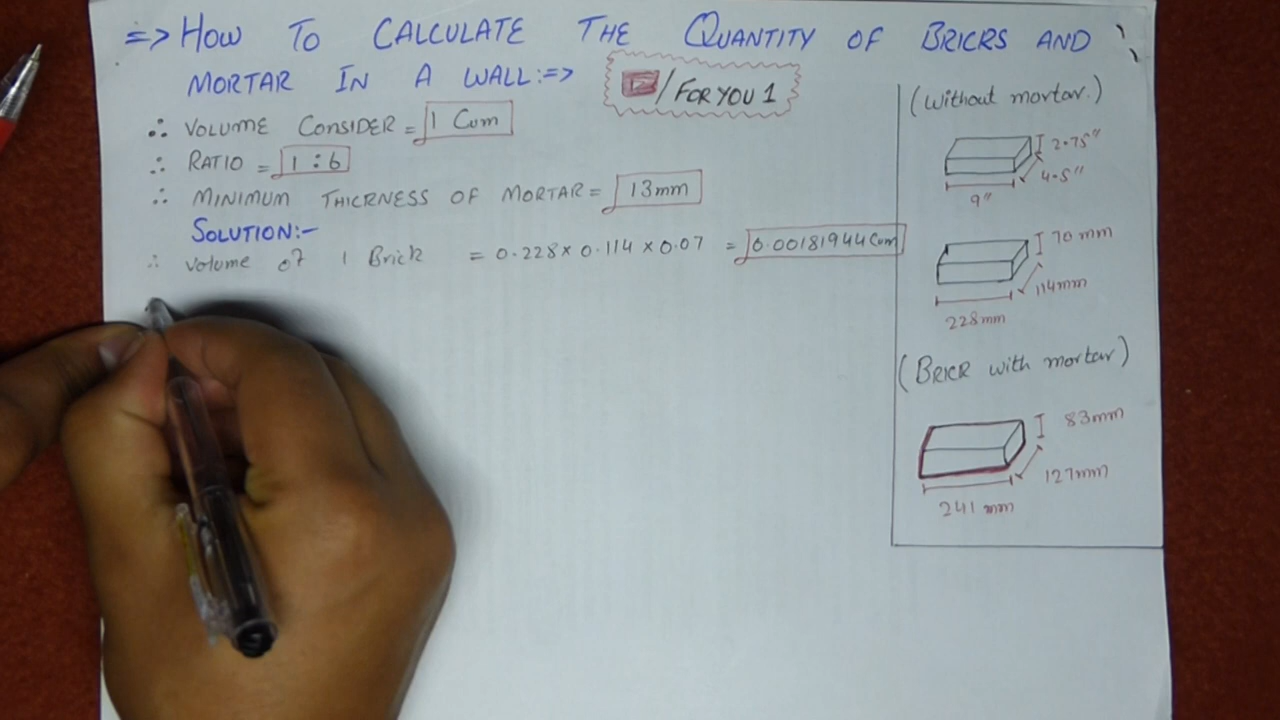 => HOW TO CALCULATE THE QUANTITY OF BRICKS AND
MORTAR IN A WALL:=>
/FOR YOU 1
∴ VOLUME CONSIDER = 1 Cum
∴ RATIO = 1 : 6
∴ MINIMUM THICKNESS OF MORTAR = 13mm
SOLUTION:-
∴ Volume of 1 Brick = 0.228 x 0.114 x 0.07 = 0.00181944 Cum
(Without mortar.)
2.75"
4.5"
9"
70 mm
114mm
228mm
(BRICK with mortar)
83mm
127mm
241 mm